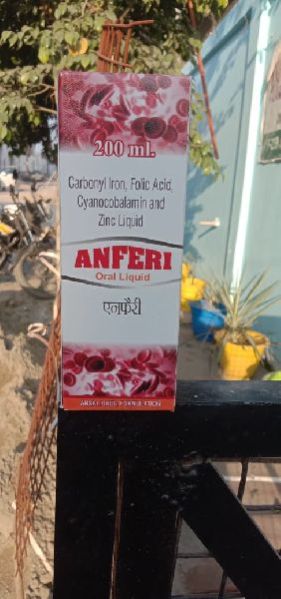 200 ml.
Carbonyl Iron, Folic Acid,
Cyanocobalamin and
Zinc Liquid
ANFERI
Oral Liquid
एनफैरी